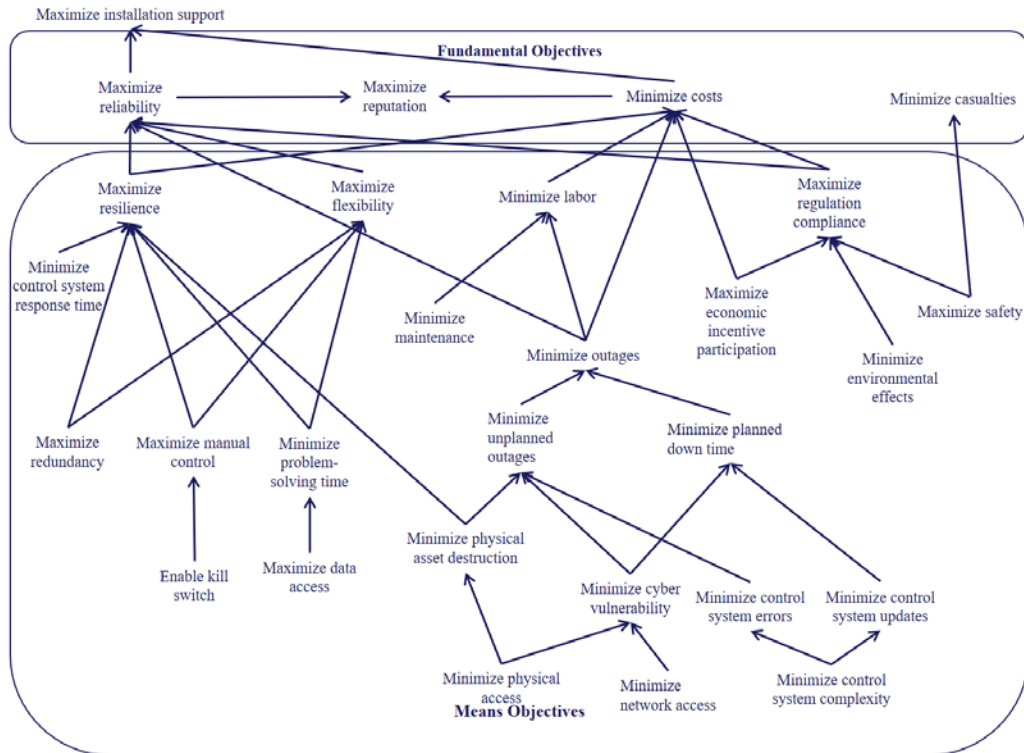 Maximize installation support
Fundamental Objectives
Maximize
reliability
Maximize
reputation
Minimize costs
Minimize casualties
Maximize
resilience
Maximize
flexibility
Minimize labor
Maximize
regulation
compliance
Minimize
control system
response time
Minimize
maintenance
Minimize outages
Maximize
economic
incentive
participation
Maximize safety
Minimize
environmental
effects
Maximize
redundancy
Maximize manual
control
Minimize
problem-
solving time
Minimize
unplanned
outages
Minimize planned
down time
Enable kill
switch
Maximize data
access
Minimize physical
asset destruction
Minimize cyber
vulnerability
Minimize control
system errors
Minimize control
system updates
Minimize physical
access
Minimize
network access
Minimize control
system complexity
Means Objectives